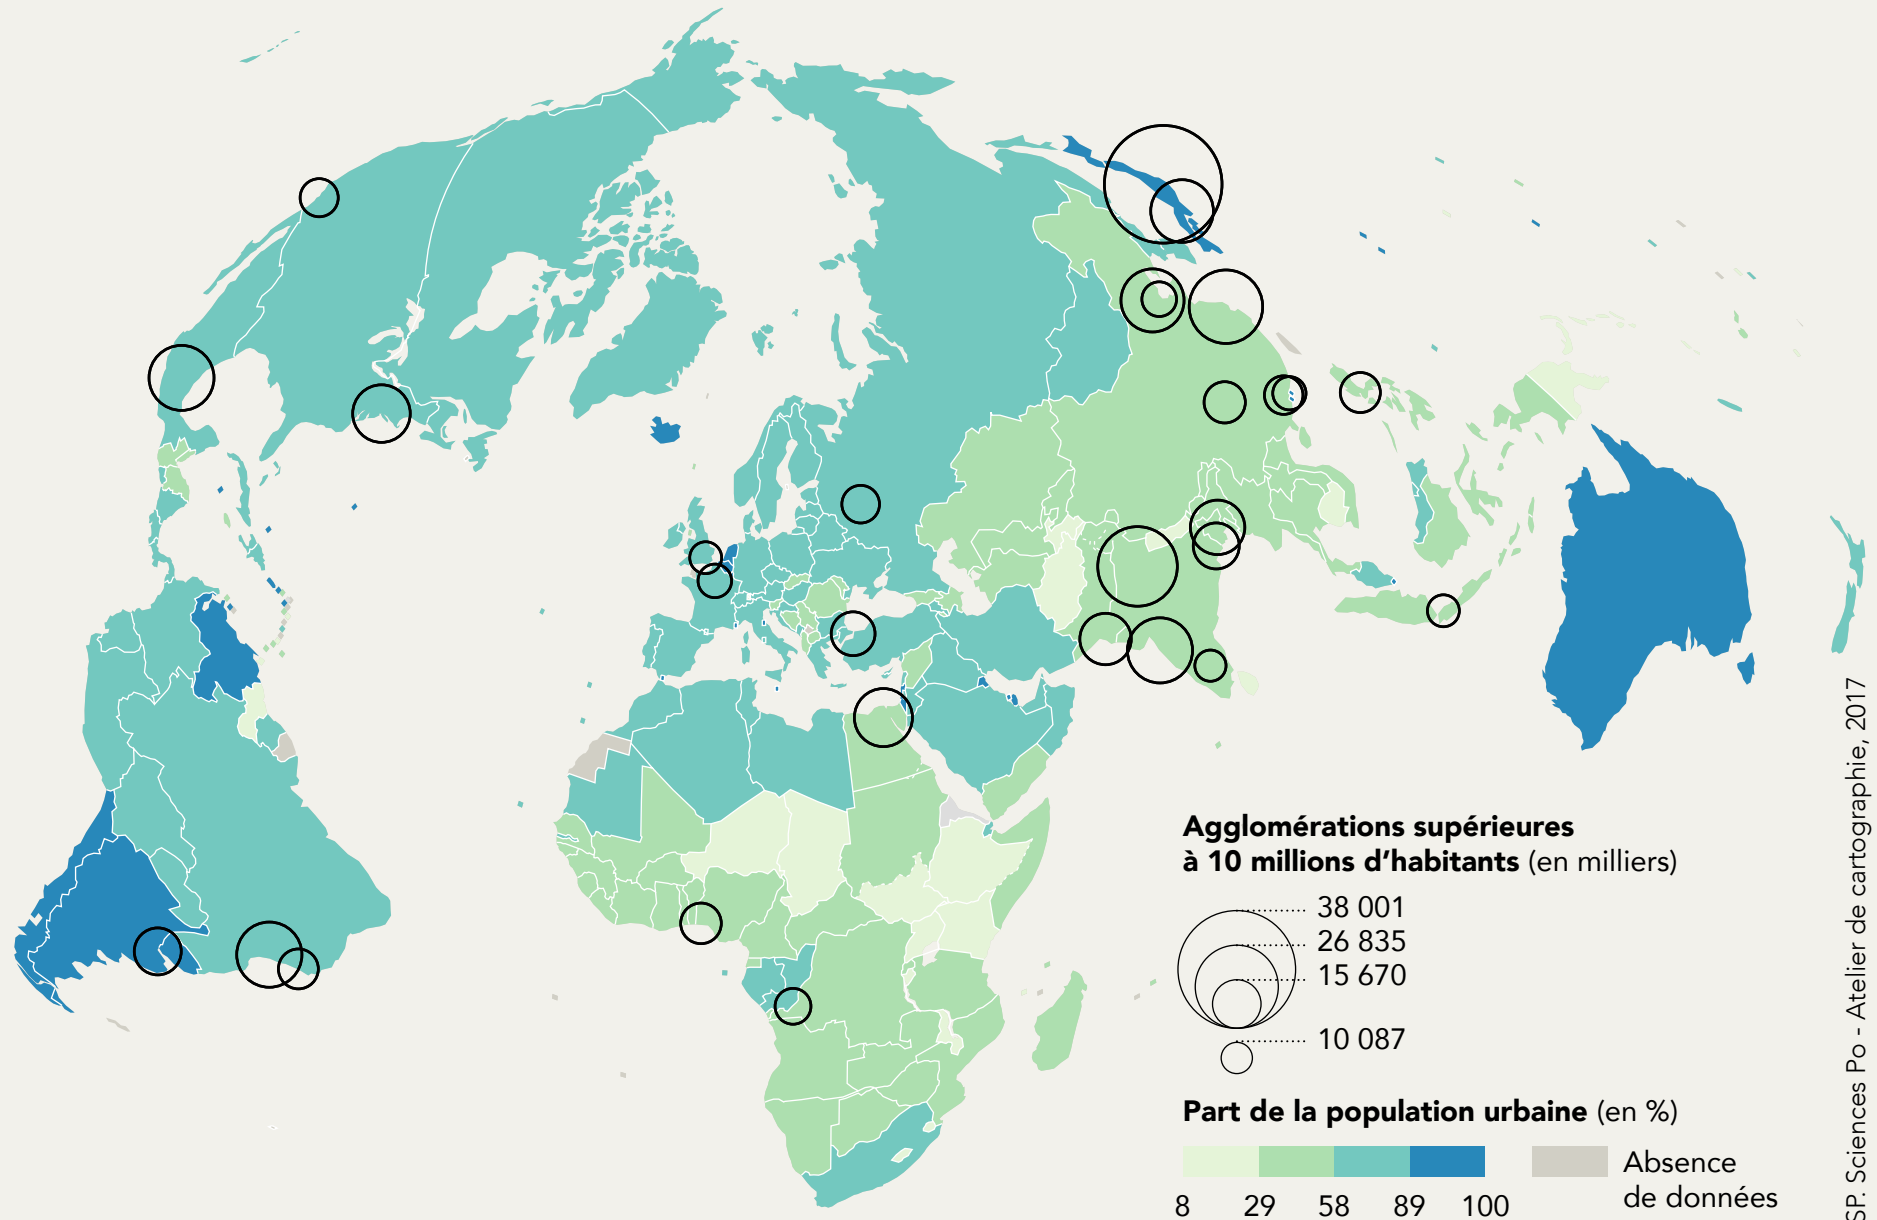 Agglomérations supérieures
à 10 millions d’habitants (en milliers)
38 001
26 835
15 670
10 087
Part de la population urbaine (en %)
8 29 58 89 100
Absence
de données
SP. Sciences Po - Atelier de cartographie, 2017